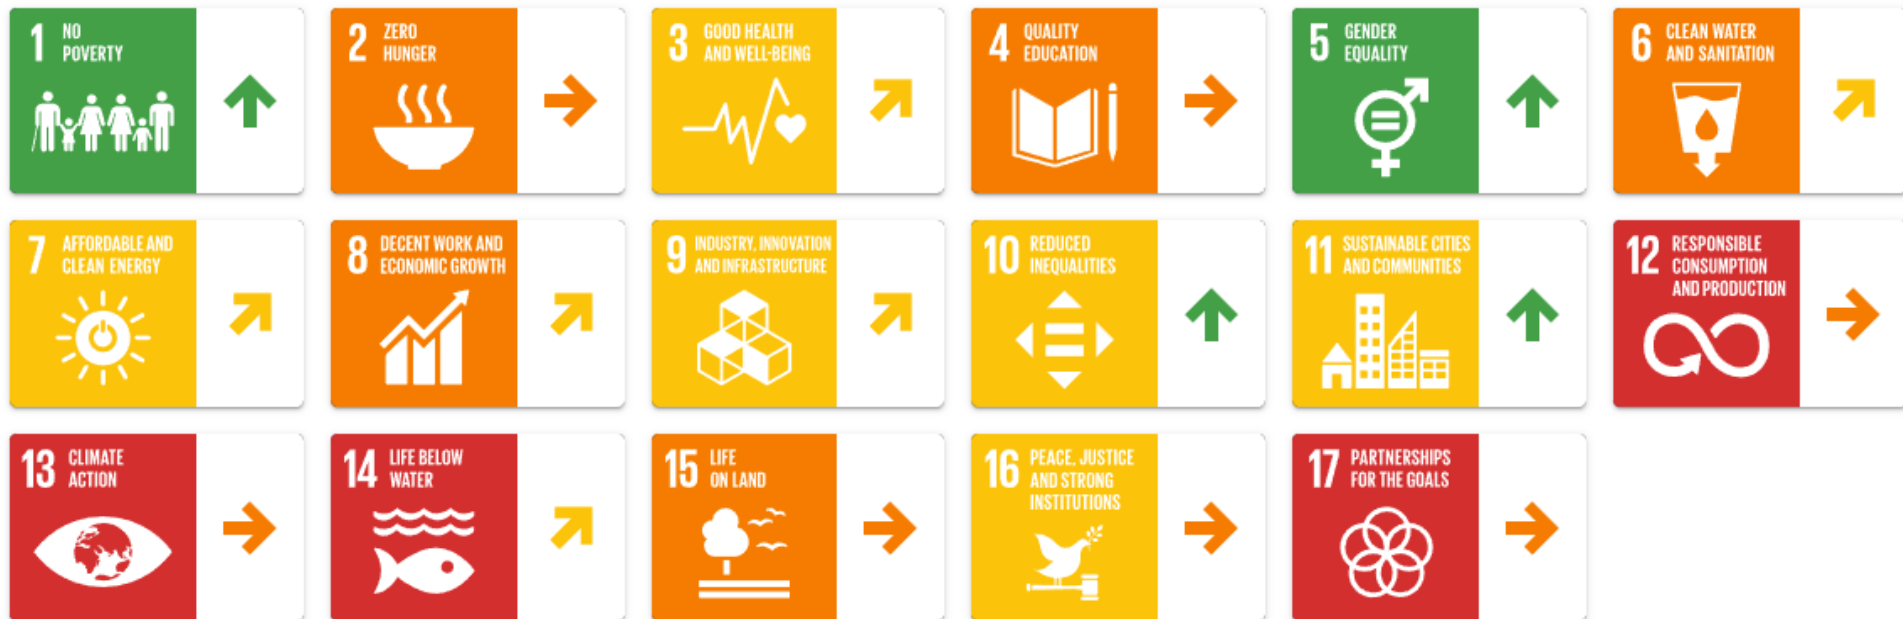 1 NO
POVERTY
2 ZERO
HUNGER
3 GOOD HEALTH
AND WELL-BEING
4 QUALITY
EDUCATION
5 GENDER
EQUALITY
6 CLEAN WATER
AND SANITATION
7 AFFORDABLE AND
CLEAN ENERGY
8 DECENT WORK AND
ECONOMIC GROWTH
9 INDUSTRY, INNOVATION
AND INFRASTRUCTURE
10 REDUCED
INEQUALITIES
11 SUSTAINABLE CITIES
AND COMMUNITIES
12 RESPONSIBLE
CONSUMPTION
AND PRODUCTION
13 CLIMATE
ACTION
14 LIFE BELOW
WATER
15 LIFE
ON LAND
16 PEACE, JUSTICE
AND STRONG
INSTITUTIONS
17 PARTNERSHIPS
FOR THE GOALS